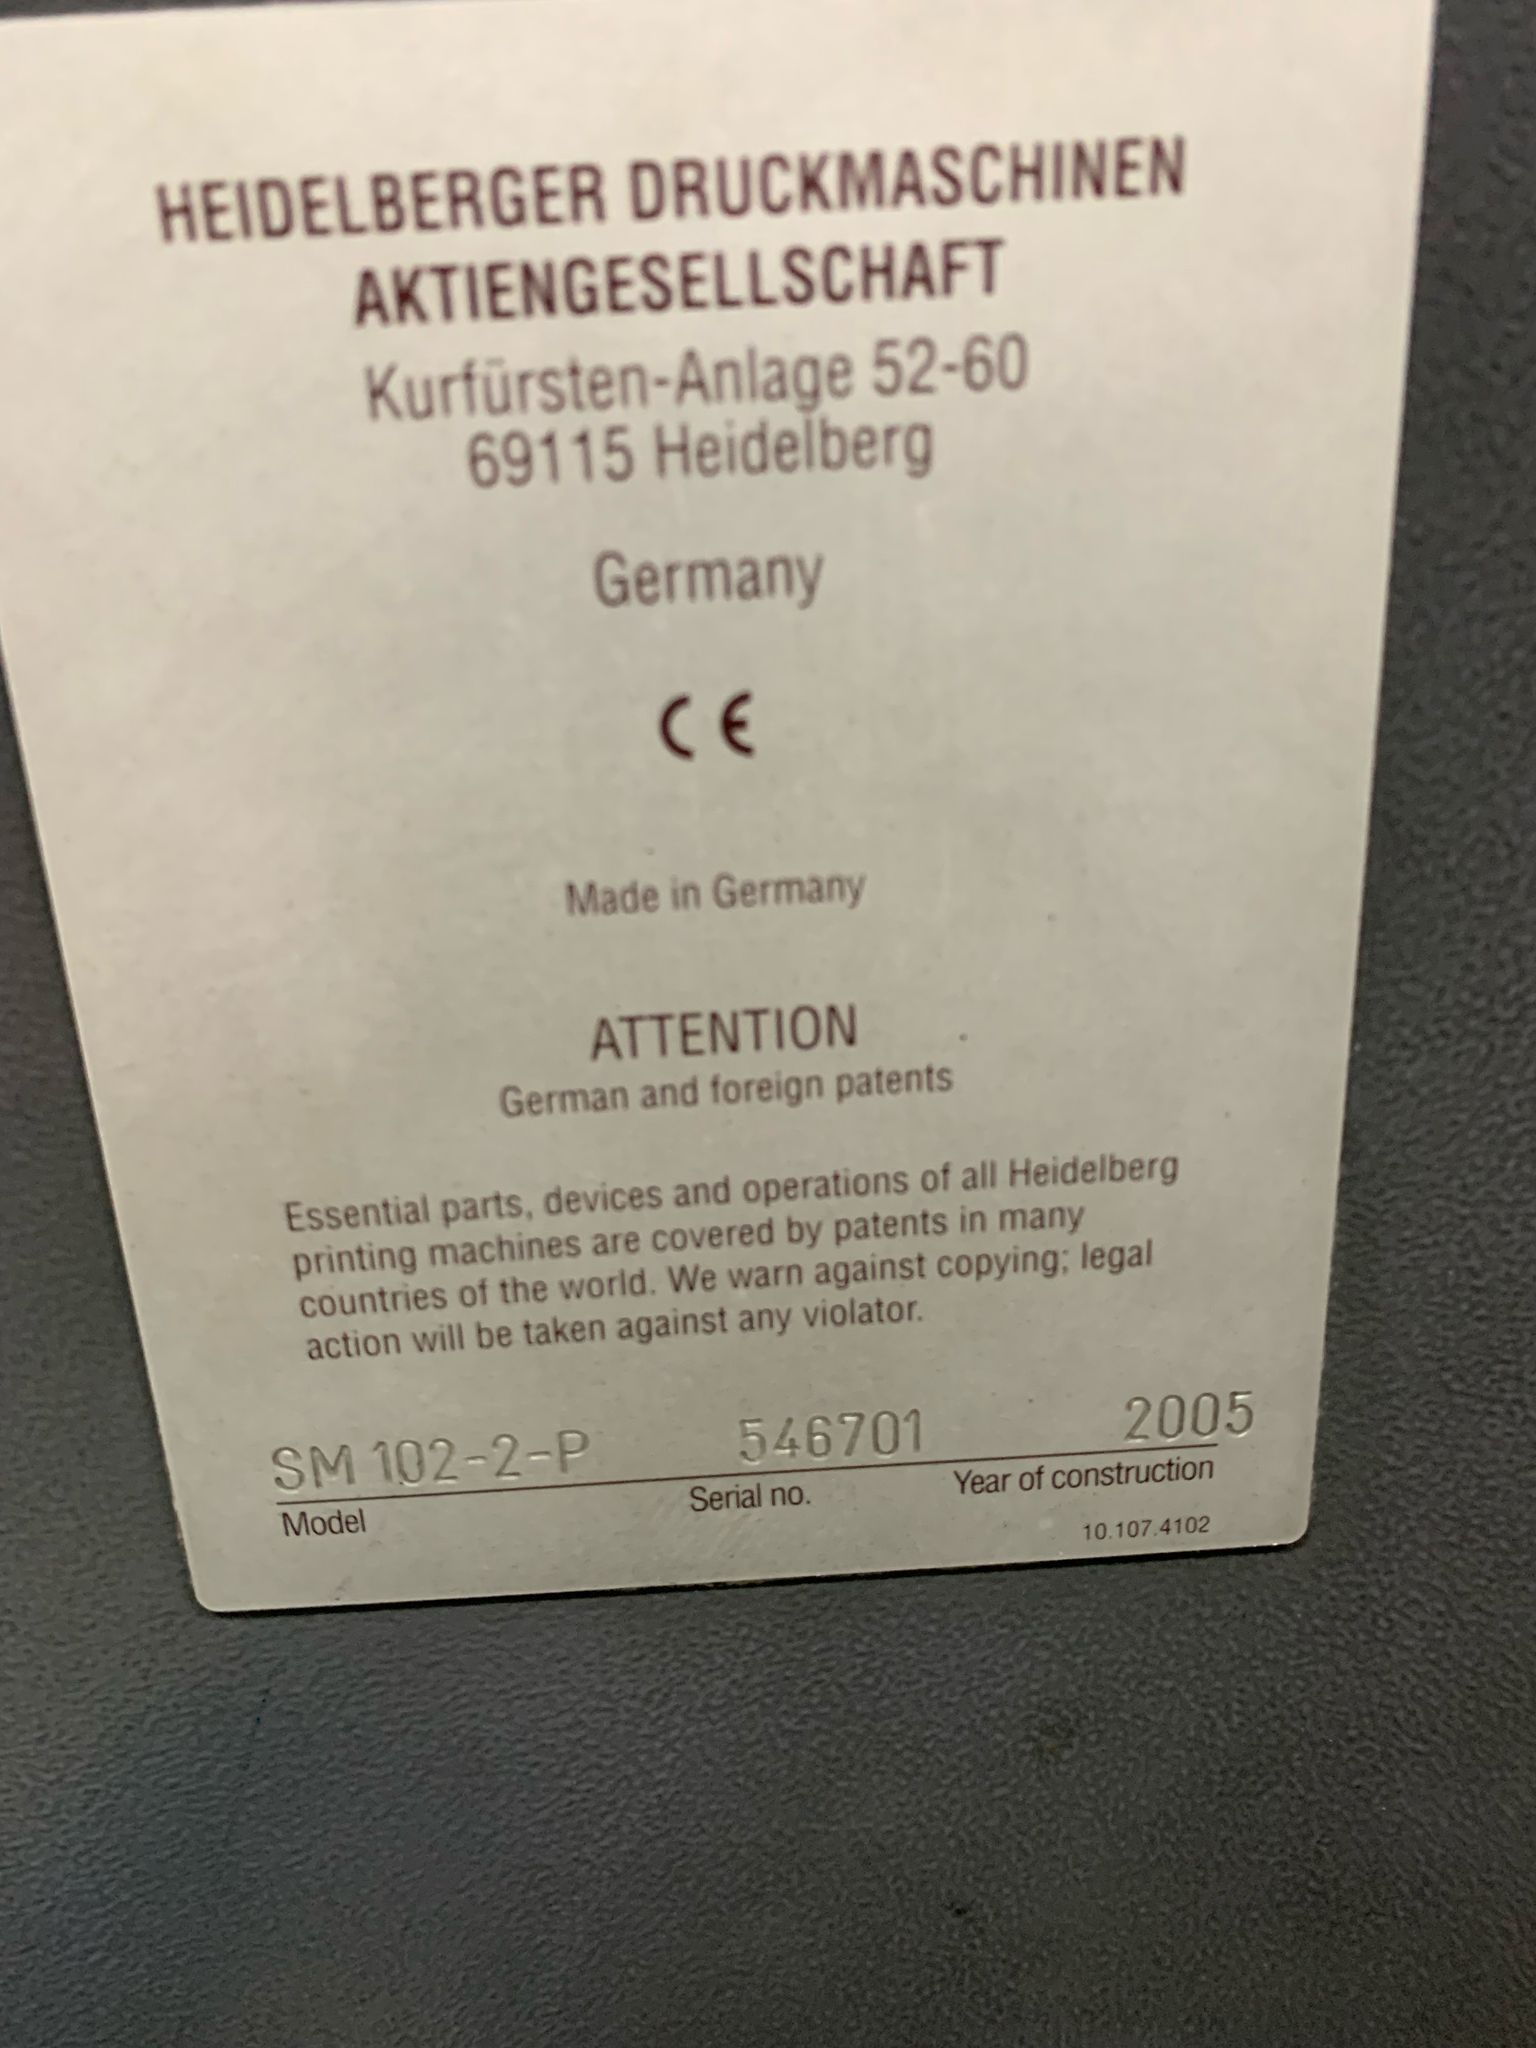 HEIDELBERGER DRUCKMASCHINEN
AKTIENGESELLSCHAFT
Kurfürsten-Anlage 52-60
69115 Heidelberg
Germany
CE
Made in Germany
ATTENTION
German and foreign patents
Essential parts, devices and operations of all Heidelberg
printing machines are covered by patents in many
countries of the world. We warn against copying; legal
action will be taken against any violator.
SM 102-2-P 546701 2005
Model Serial no. Year of construction
10.107.4102